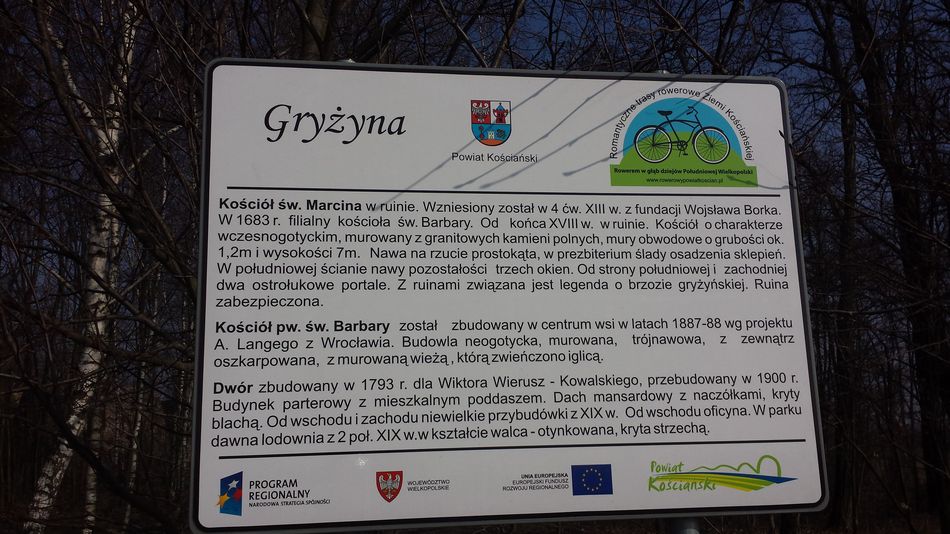 Gryżyna
Powiat Kościański
Romantyczne trasy rowerowe Ziemi Kościańskiej
Rowerem w głąb dziejów Południowej Wielkopolski
www.rowerowypowiatkoscian.pl
Kościół św. Marcina w ruinie. Wzniesiony został w 4 ćw. XIII w. z fundacji Wojsława Borka.
W 1683 r. filialny kościoła św. Barbary. Od końca XVIII w. w ruinie. Kościół o charakterze
wczesnogotyckim, murowany z granitowych kamieni polnych, mury obwodowe o grubości ok.
1,2m i wysokości 7m. Nawa na rzucie prostokąta, w prezbiterium ślady osadzenia sklepień.
W południowej ścianie nawy pozostałości trzech okien. Od strony południowej i zachodniej
dwa ostrołukowe portale. Z ruinami związana jest legenda o brzozie gryżyńskiej. Ruina
zabezpieczona.
Kościół pw. św. Barbary został zbudowany w centrum wsi w latach 1887-88 wg projektu
A. Langego z Wrocławia. Budowla neogotycka, murowana, trójnawowa, z zewnątrz
oszkarpowana, z murowaną wieżą, którą zwieńczono iglicą.
Dwór zbudowany w 1793 r. dla Wiktora Wierusz - Kowalskiego, przebudowany w 1900 r.
Budynek parterowy z mieszkalnym poddaszem. Dach mansardowy z naczółkami, kryty
blachą. Od wschodu i zachodu niewielkie przybudówki z XIX w. Od wschodu oficyna. W parku
dawna lodownia z 2 poł. XIX w.w kształcie walca - otynkowana, kryta strzechą.
PROGRAM
REGIONALNY
NARODOWA STRATEGIA SPÓJNOŚCI
WOJEWÓDZTWO
WIELKOPOLSKIE
UNIA EUROPEJSKA
EUROPEJSKI FUNDUSZ
ROZWOJU REGIONALNEGO
Powiat
Kościański